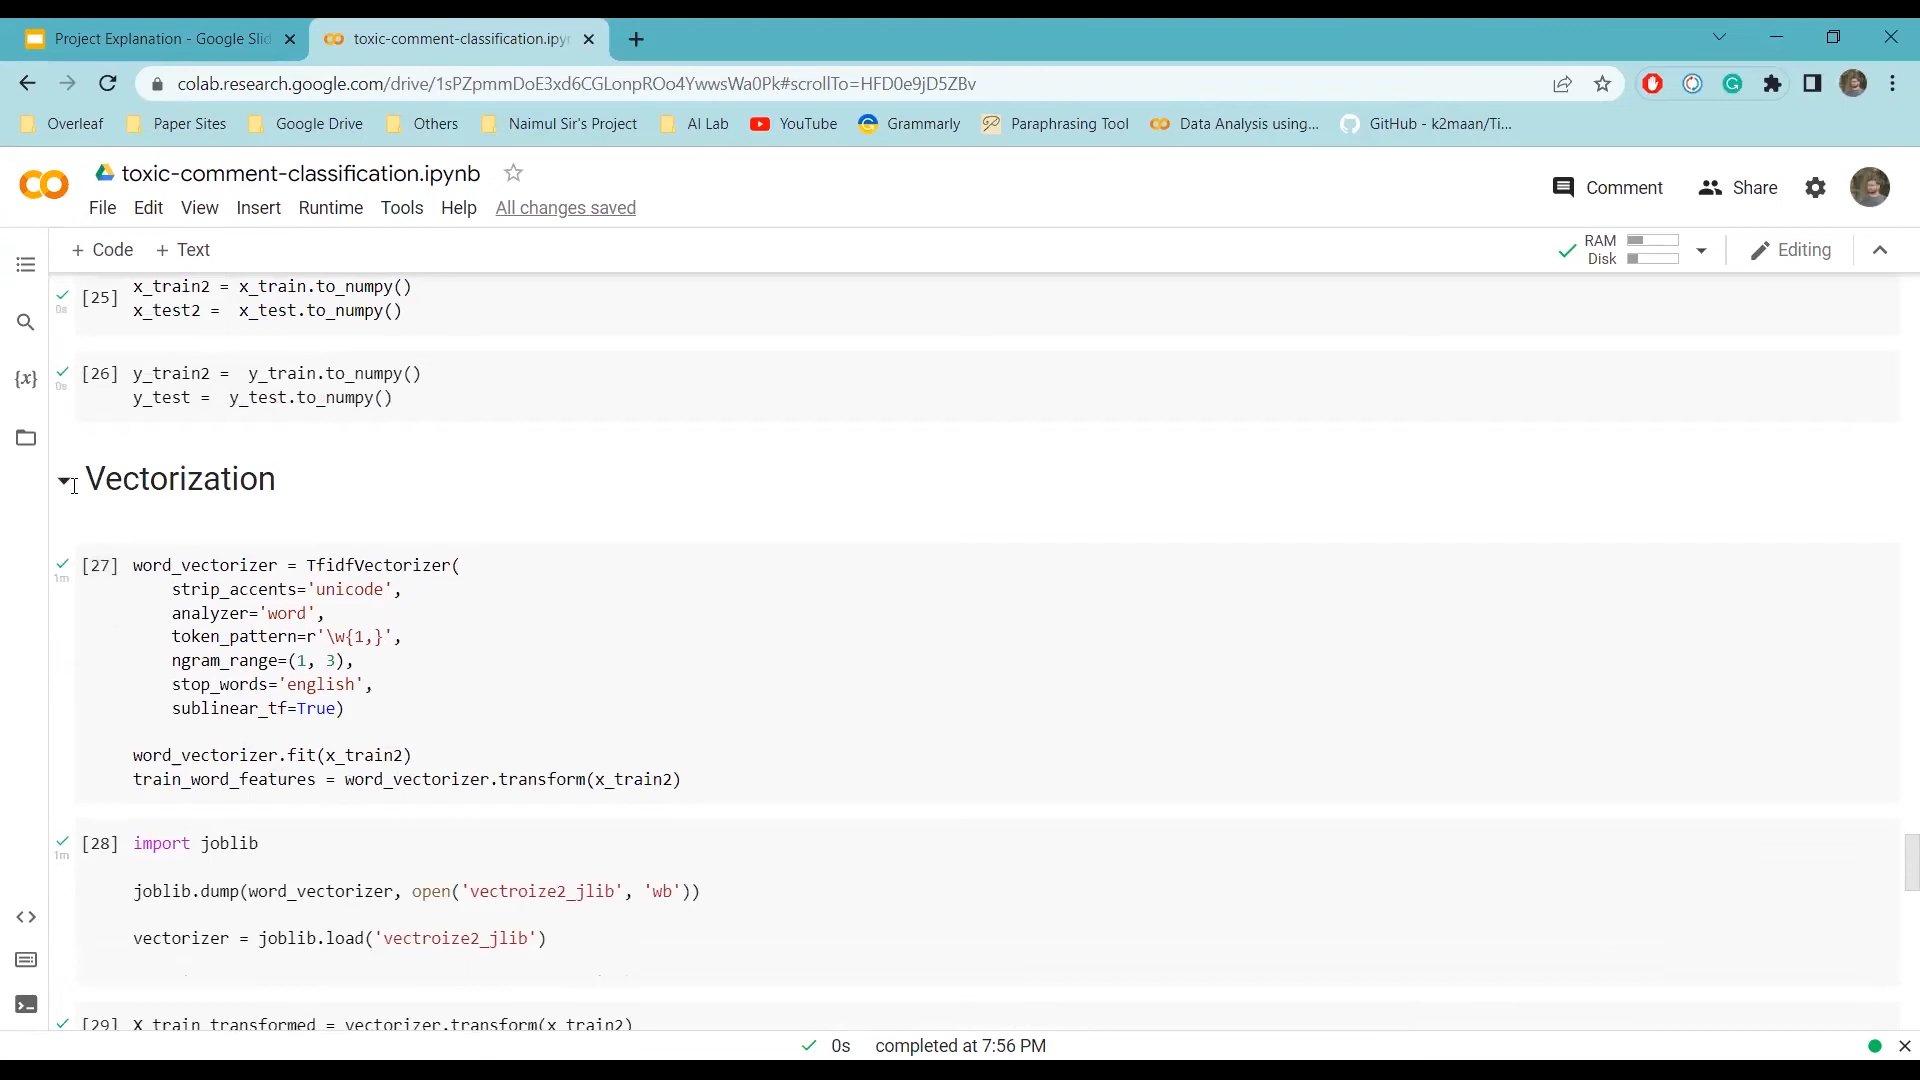 Project Explanation - Google Slid
toxic-comment-classification.ipy
colab.research.google.com/drive/1sPZpmmDoE3xd6CGLonpROo4YwwsWa0Pk#scrollTo=HFD0e9jD5ZBv
Overleaf
Paper Sites
Google Drive
Others
Naimul Sir's Project
AI Lab
YouTube
Grammarly
Paraphrasing Tool
Data Analysis using...
GitHub - k2maan/Ti...
toxic-comment-classification.ipynb
Comment
Share
File Edit View Insert Runtime Tools Help All changes saved
+ Code + Text
RAM
Disk
Editing
{x}
[25] x_train2 = x_train.to_numpy()
x_test2 =  x_test.to_numpy()
0s
[26] y_train2 =  y_train.to_numpy()
y_test =  y_test.to_numpy()
0s
Vectorization
[27] word_vectorizer = TfidfVectorizer(
1m
strip_accents='unicode',
analyzer='word',
token_pattern=r'\w{1,}',
ngram_range=(1, 3),
stop_words='english',
sublinear_tf=True)
word_vectorizer.fit(x_train2)
train_word_features = word_vectorizer.transform(x_train2)
[28] import joblib
1m
joblib.dump(word_vectorizer, open('vectroize2_jlib', 'wb'))
vectorizer = joblib.load('vectroize2_jlib')
[29] X_train_transformed = vectorizer.transform(x_train2)
0s completed at 7:56 PM